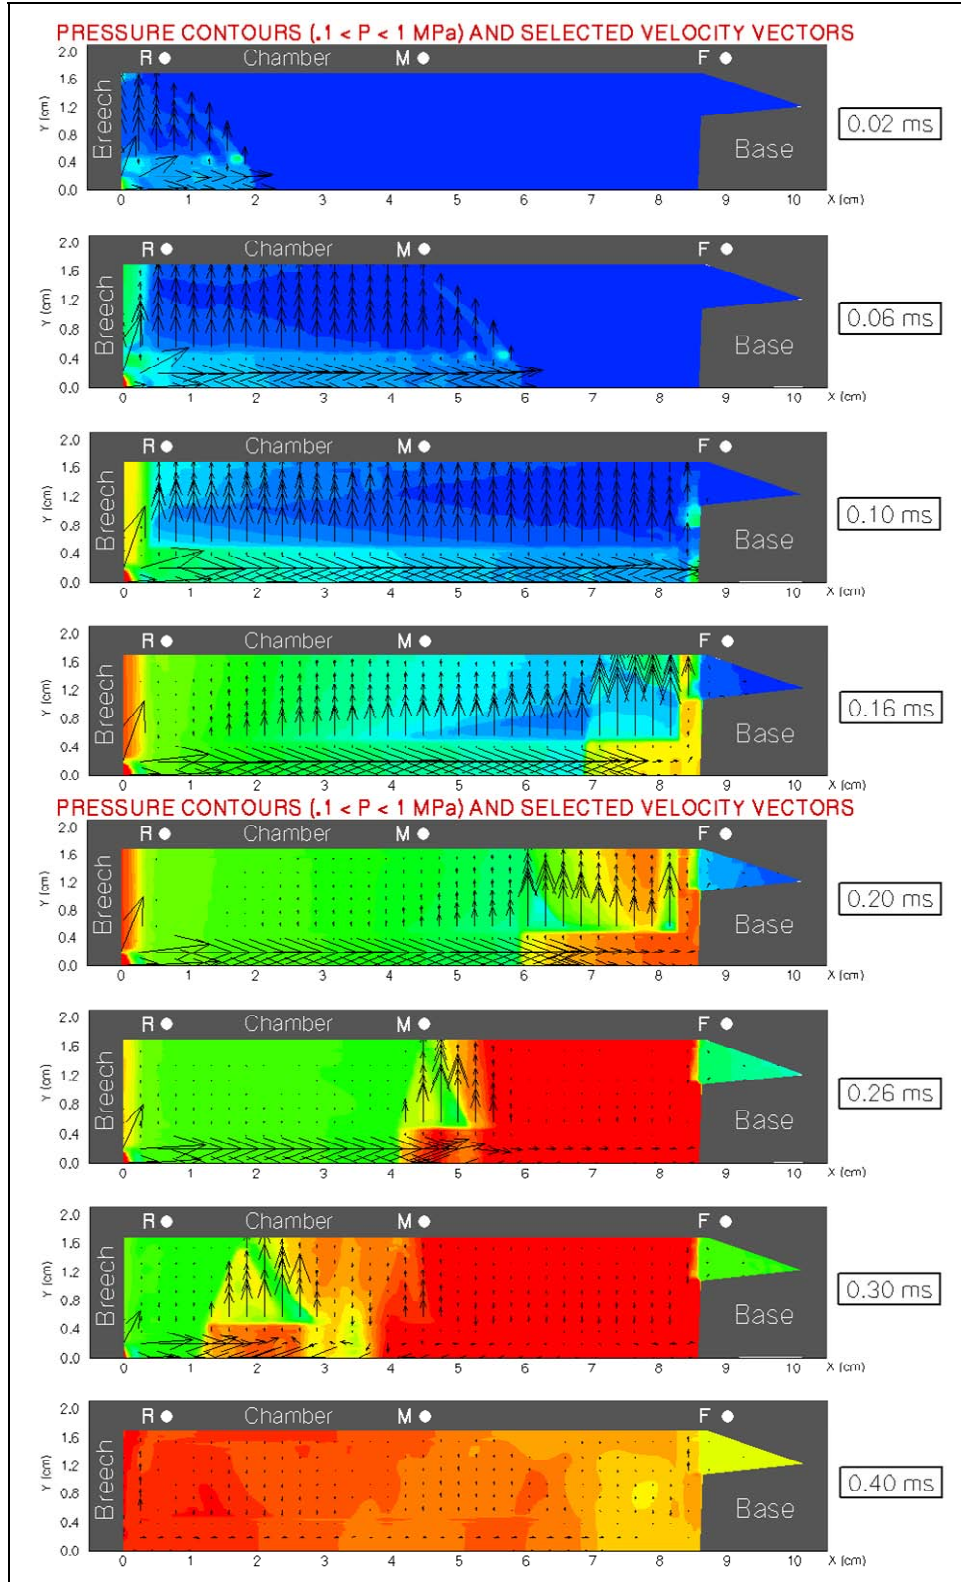 PRESSURE CONTOURS (.1 < P < 1 MPa) AND SELECTED VELOCITY VECTORS
2.0 R Chamber M F
1.6
Y (cm) 1.2 Breech 0.02 ms
0.8 Base
0.4
0.0
0 1 2 3 4 5 6 7 8 9 10 X (cm)
2.0 R Chamber M F
1.6
Y (cm) 1.2 Breech 0.06 ms
0.8 Base
0.4
0.0
0 1 2 3 4 5 6 7 8 9 10 X (cm)
2.0 R Chamber M F
1.6
Y (cm) 1.2 Breech 0.10 ms
0.8 Base
0.4
0.0
0 1 2 3 4 5 6 7 8 9 10 X (cm)
2.0 R Chamber M F
1.6
Y (cm) 1.2 Breech 0.16 ms
0.8 Base
0.4
0.0
0 1 2 3 4 5 6 7 8 9 10 X (cm)
PRESSURE CONTOURS (.1 < P < 1 MPa) AND SELECTED VELOCITY VECTORS
2.0 R Chamber M F
1.6
Y (cm) 1.2 Breech 0.20 ms
0.8 Base
0.4
0.0
0 1 2 3 4 5 6 7 8 9 10 X (cm)
2.0 R Chamber M F
1.6
Y (cm) 1.2 Breech 0.26 ms
0.8 Base
0.4
0.0
0 1 2 3 4 5 6 7 8 9 10 X (cm)
2.0 R Chamber M F
1.6
Y (cm) 1.2 Breech 0.30 ms
0.8 Base
0.4
0.0
0 1 2 3 4 5 6 7 8 9 10 X (cm)
2.0 R Chamber M F
1.6
Y (cm) 1.2 Breech 0.40 ms
0.8 Base
0.4
0.0
0 1 2 3 4 5 6 7 8 9 10 X (cm)